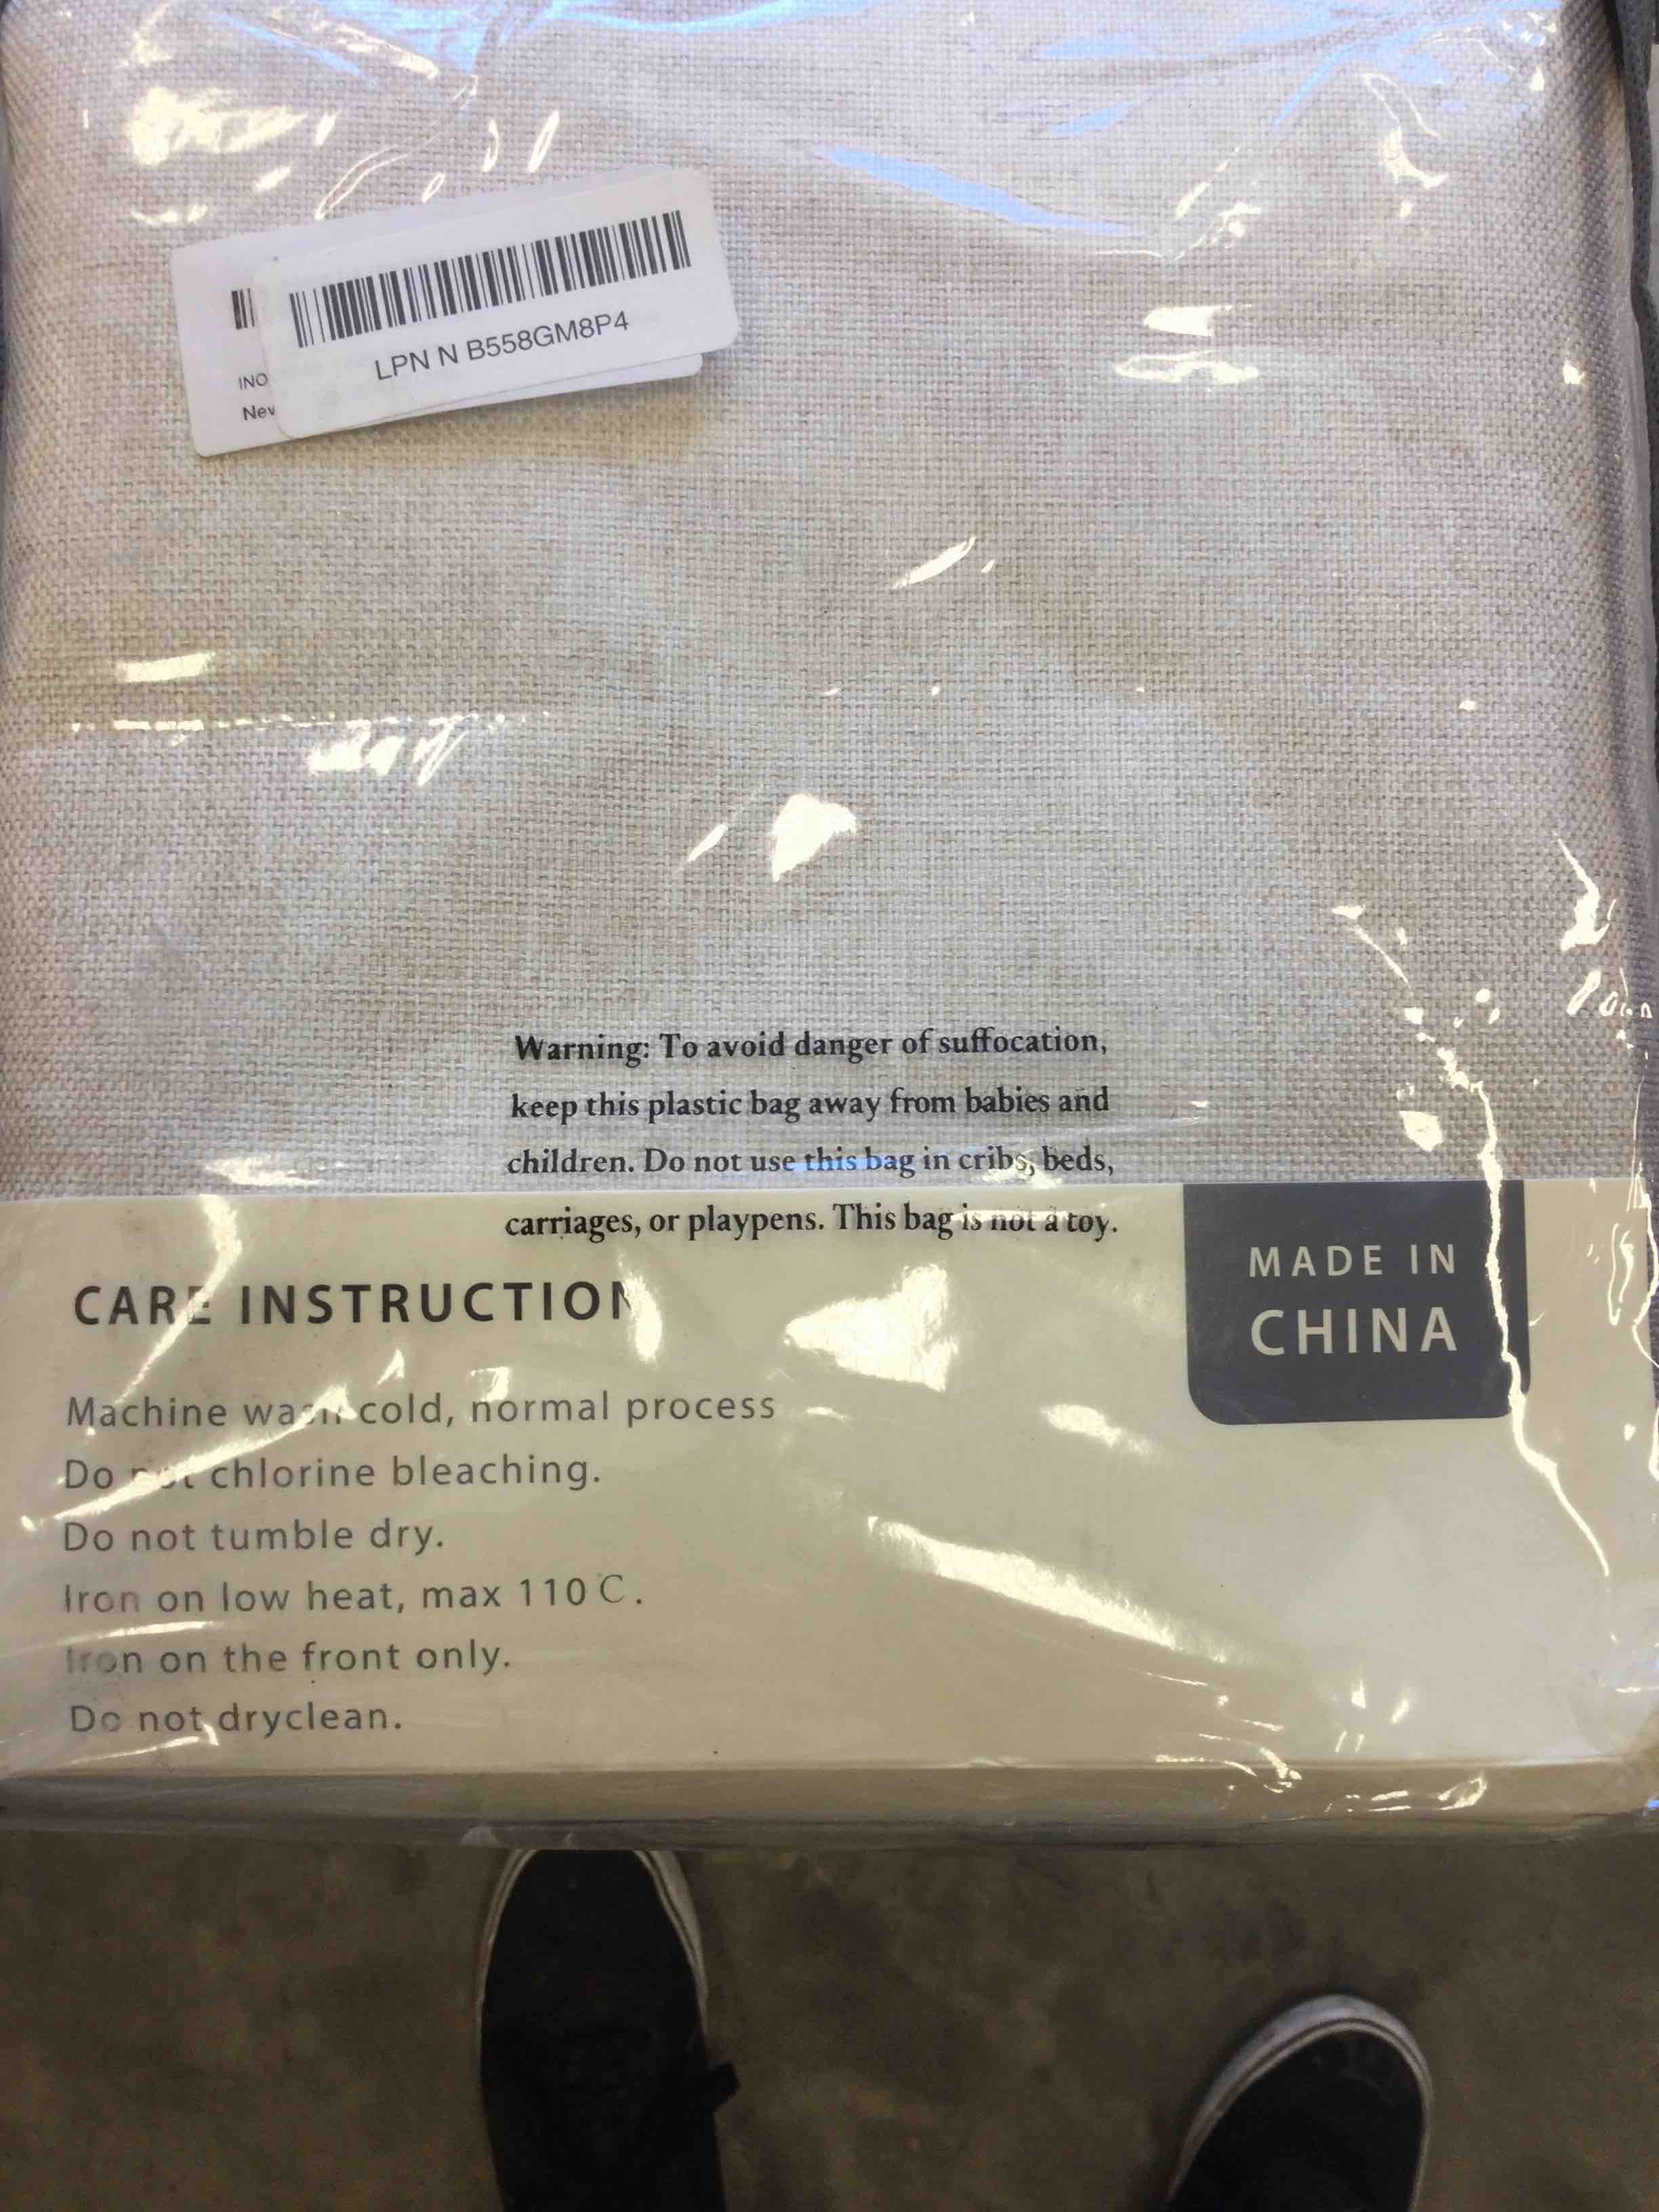 LPN N B558GM8P4
INO
Nev
Warning: To avoid danger of suffocation,
keep this plastic bag away from babies and
children. Do not use this bag in cribs, beds,
carriages, or playpens. This bag is not a toy.
MADE IN
CHINA
CARE INSTRUCTION
Machine wash cold, normal process
Do not chlorine bleaching.
Do not tumble dry.
Iron on low heat, max 110 C.
Iron on the front only.
Do not dryclean.